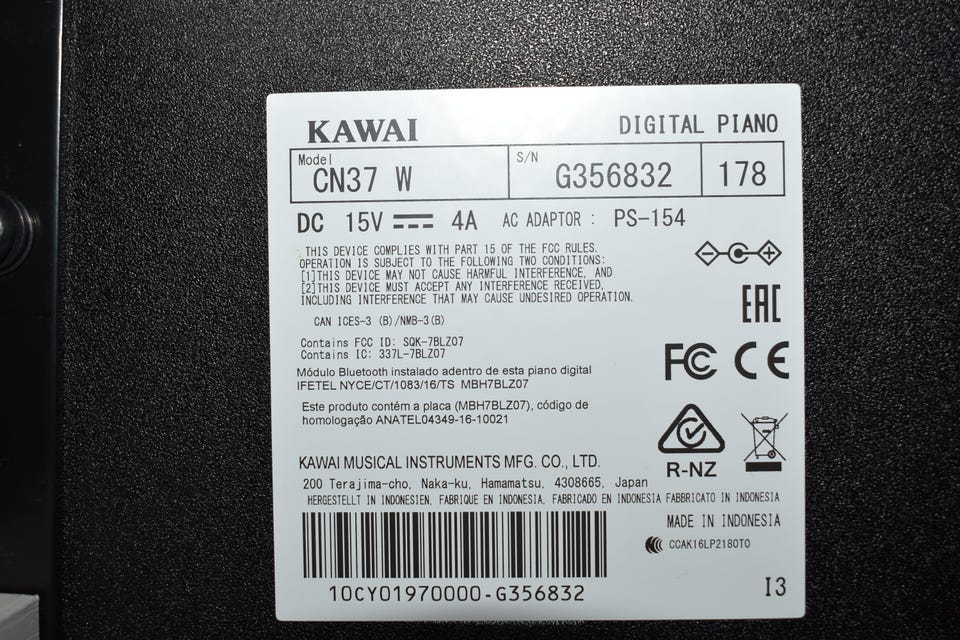 KAWAI DIGITAL PIANO
Model CN37 W S/N G356832 178
DC 15V 4A AC ADAPTOR : PS-154
THIS DEVICE COMPLIES WITH PART 15 OF THE FCC RULES.
OPERATION IS SUBJECT TO THE FOLLOWING TWO CONDITIONS:
[1]THIS DEVICE MAY NOT CAUSE HARMFUL INTERFERENCE, AND
[2]THIS DEVICE MUST ACCEPT ANY INTERFERENCE RECEIVED,
INCLUDING INTERFERENCE THAT MAY CAUSE UNDESIRED OPERATION.
EAC
CAN ICES-3 (B)/NMB-3(B)
Contains FCC ID: SQK-7BLZ07
Contains IC: 337L-7BLZ07
FC CE
Módulo Bluetooth instalado adentro de esta piano digital
IFETEL NYCE/CT/1083/16/TS MBH7BLZ07
Este produto contém a placa (MBH7BLZ07), código de
homologação ANATEL04349-16-10021
R-NZ
KAWAI MUSICAL INSTRUMENTS MFG. CO., LTD.
200 Terajima-cho, Naka-ku, Hamamatsu, 4308665, Japan
HERGESTELLT IN INDONESIEN, FABRIQUE EN INDONESIA, FABRICADO EN INDONESIA FABBRICATO IN INDONESIA
MADE IN INDONESIA
CCAK16LP2180T0
10CY01970000-G356832
I3